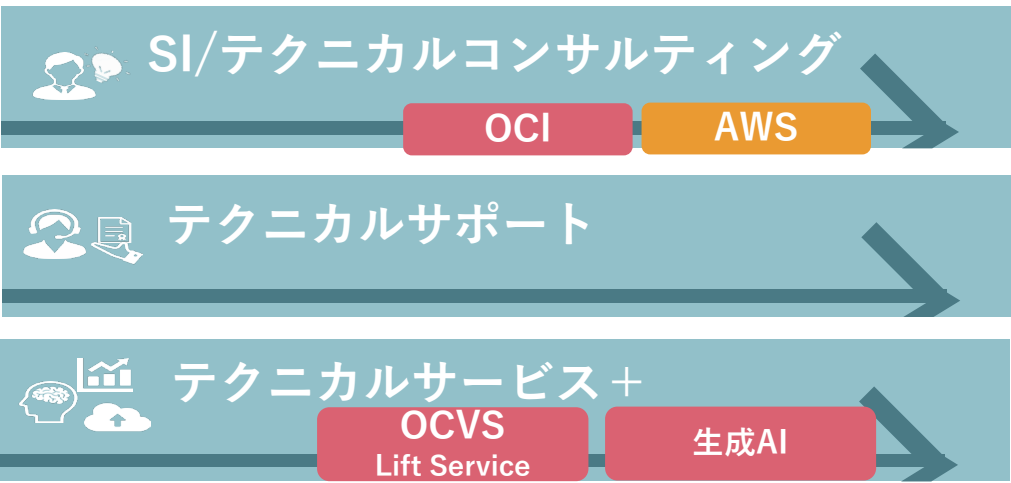 SI/テクニカルコンサルティング
OCI
AWS
テクニカルサポート
テクニカルサービス＋
OCVS
Lift Service
生成AI